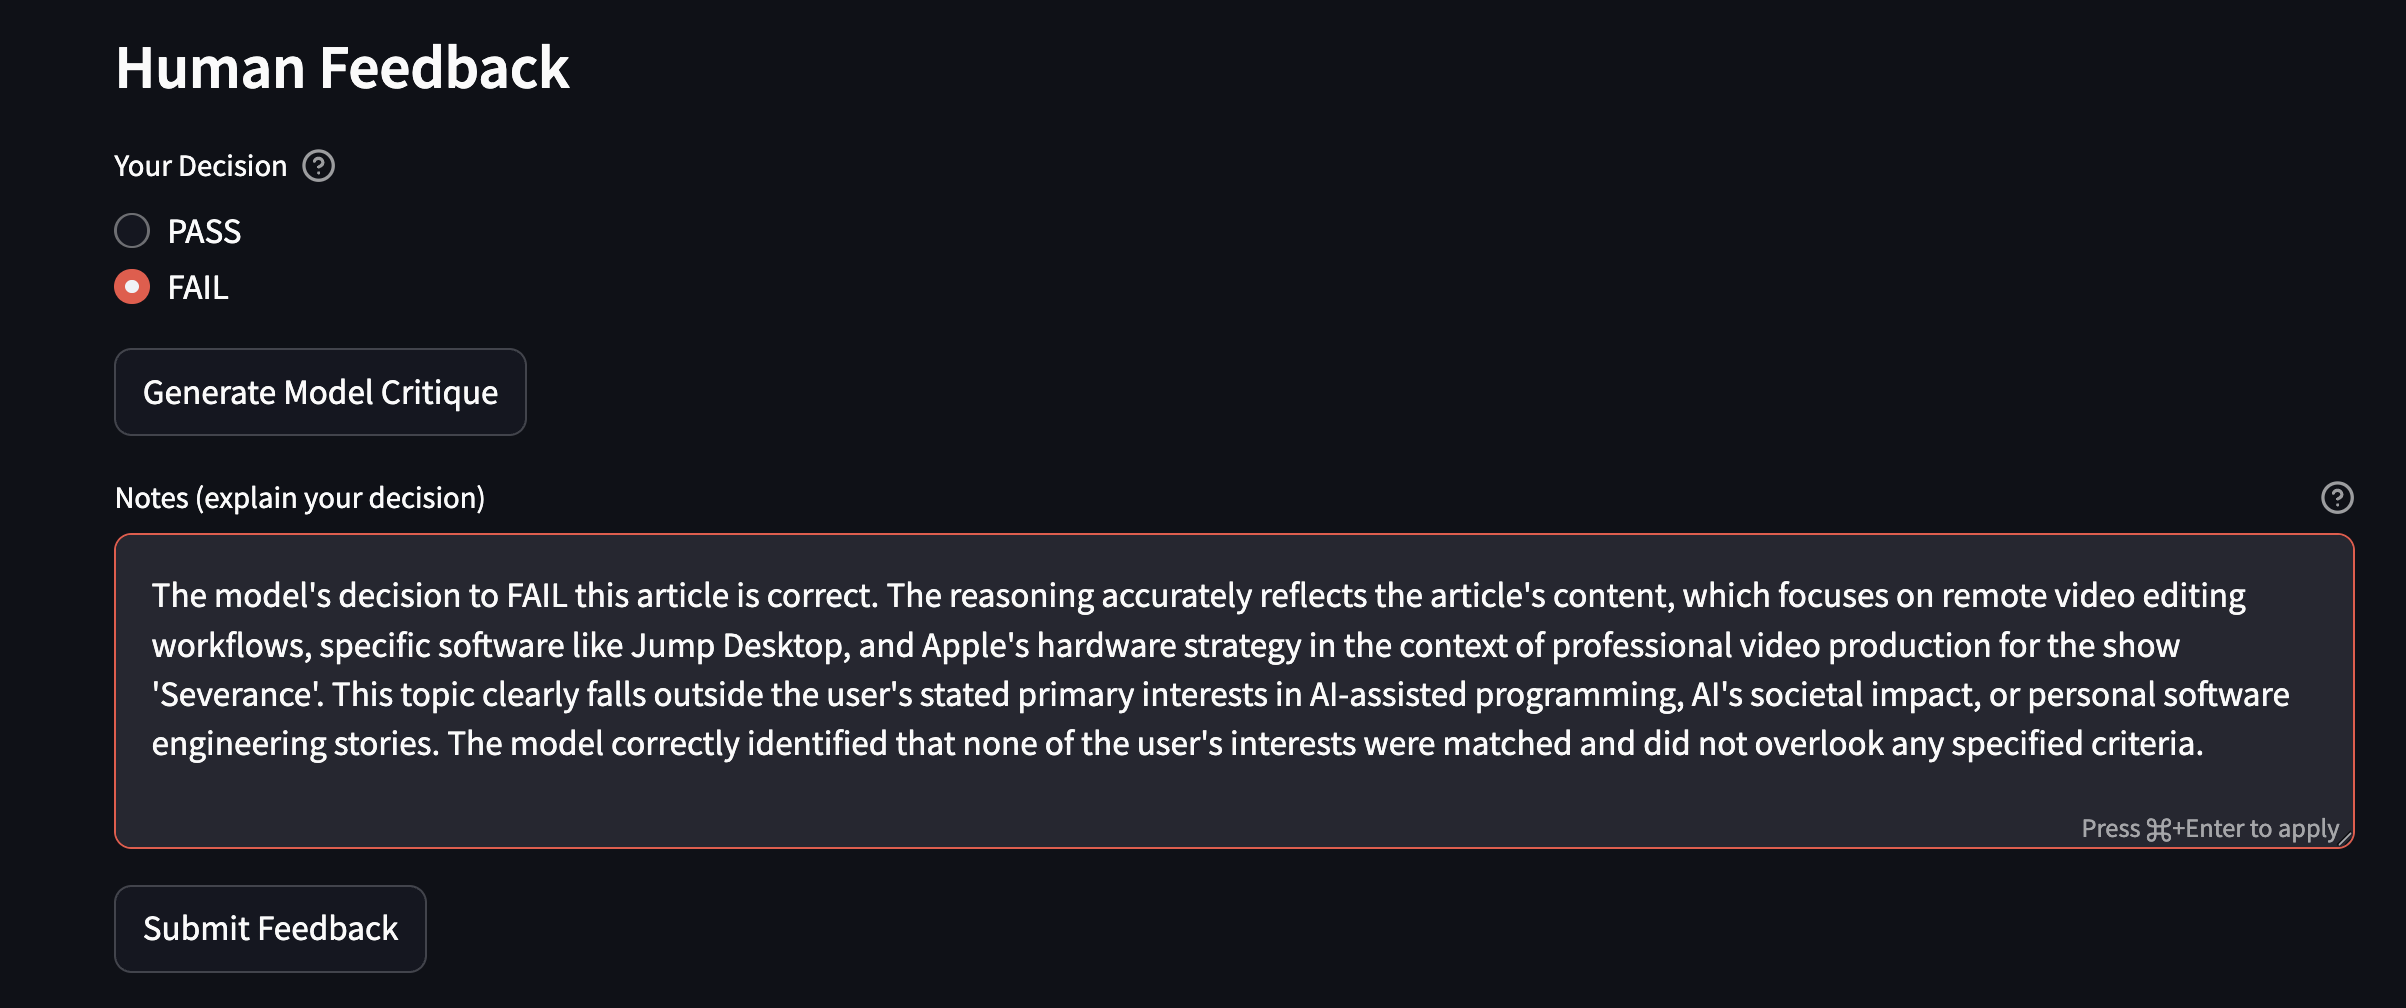 Human Feedback
Your Decision
PASS
FAIL
Generate Model Critique
Notes (explain your decision)
The model's decision to FAIL this article is correct. The reasoning accurately reflects the article's content, which focuses on remote video editing
workflows, specific software like Jump Desktop, and Apple's hardware strategy in the context of professional video production for the show
'Severance'. This topic clearly falls outside the user's stated primary interests in AI-assisted programming, AI's societal impact, or personal software
engineering stories. The model correctly identified that none of the user's interests were matched and did not overlook any specified criteria.
Press ⌘+Enter to apply
Submit Feedback